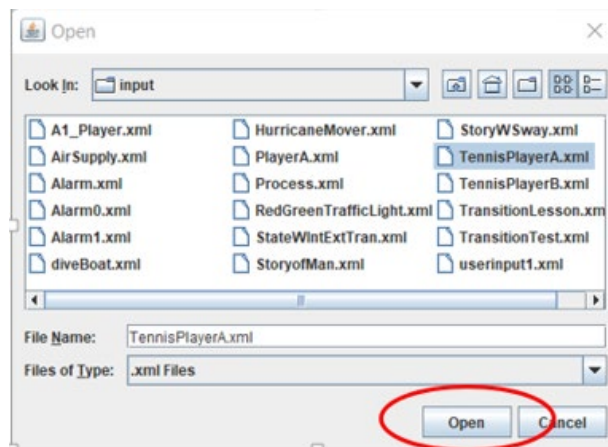 Open
Look In: input
A1_Player.xml
AirSupply.xml
Alarm.xml
Alarm0.xml
Alarm1.xml
diveBoat.xml
HurricaneMover.xml
PlayerA.xml
Process.xml
RedGreenTrafficLight.xml
StateWIntExtTran.xml
StoryofMan.xml
StoryWSway.xml
TennisPlayerA.xml
TennisPlayerB.xml
TransitionLesson.xm
TransitionTest.xml
userinput1.xml
File Name: TennisPlayerA.xml
Files of Type: .xml Files
Open Cancel